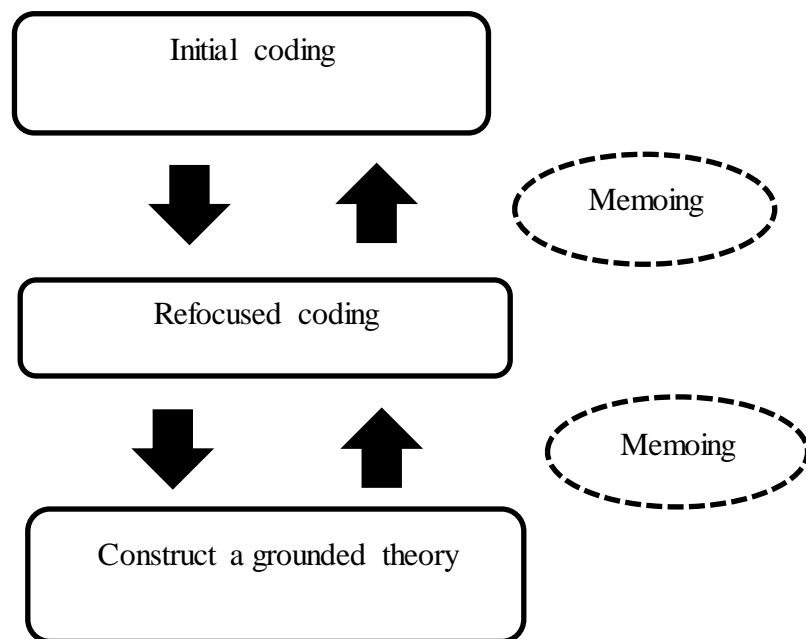 Initial coding
Memoing
Refocused coding
Memoing
Construct a grounded theory